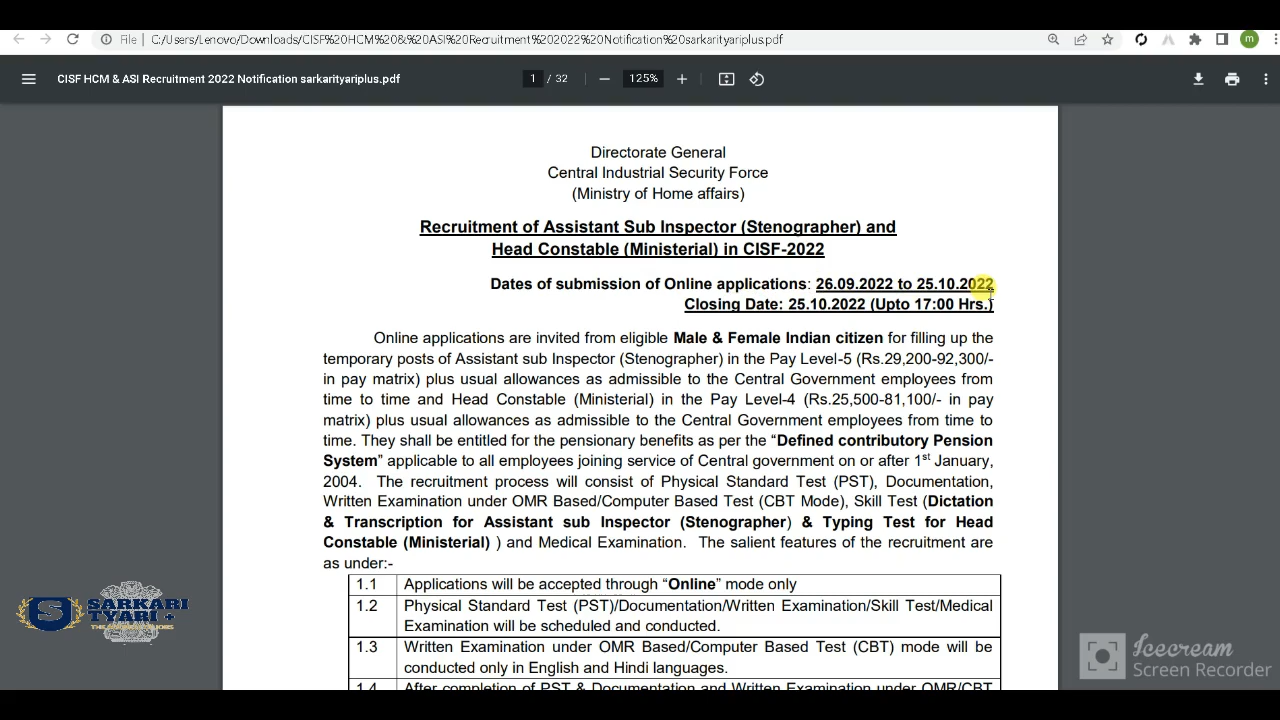 File C:/Users/Lenovo/Downloads/CISF%20HCM%20&%20ASI%20Recruitment%202022%20Notification%20sarkarityariplus.pdf
m
CISF HCM & ASI Recruitment 2022 Notification sarkarityariplus.pdf
1 / 32
125%
Directorate General
Central Industrial Security Force
(Ministry of Home affairs)
Recruitment of Assistant Sub Inspector (Stenographer) and
Head Constable (Ministerial) in CISF-2022
Dates of submission of Online applications: 26.09.2022 to 25.10.2022
Closing Date: 25.10.2022 (Upto 17:00 Hrs.)
Online applications are invited from eligible Male & Female Indian citizen for filling up the
temporary posts of Assistant sub Inspector (Stenographer) in the Pay Level-5 (Rs.29,200-92,300/-
in pay matrix) plus usual allowances as admissible to the Central Government employees from
time to time and Head Constable (Ministerial) in the Pay Level-4 (Rs.25,500-81,100/- in pay
matrix) plus usual allowances as admissible to the Central Government employees from time to
time. They shall be entitled for the pensionary benefits as per the “Defined contributory Pension
System” applicable to all employees joining service of Central government on or after 1st January,
2004. The recruitment process will consist of Physical Standard Test (PST), Documentation,
Written Examination under OMR Based/Computer Based Test (CBT Mode), Skill Test (Dictation
& Transcription for Assistant sub Inspector (Stenographer) & Typing Test for Head
Constable (Ministerial) ) and Medical Examination. The salient features of the recruitment are
as under:-
1.1 Applications will be accepted through “Online” mode only
1.2 Physical Standard Test (PST)/Documentation/Written Examination/Skill Test/Medical
Examination will be scheduled and conducted.
1.3 Written Examination under OMR Based/Computer Based Test (CBT) mode will be
conducted only in English and Hindi languages.
1.4 After completion of PST & Documentation and Written Examination under OMR/CBT
S
SARKARI
TYARI +
Icecream
Screen Recorder